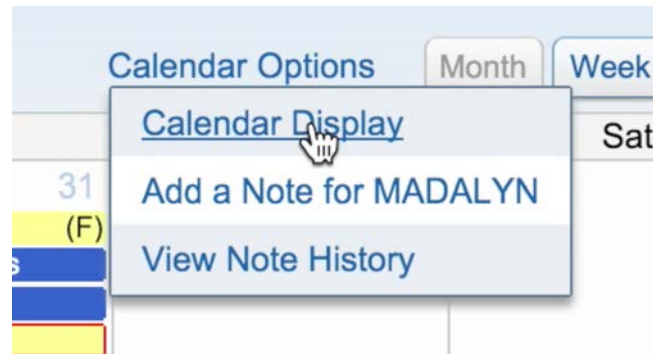 Calendar Options Month Week
Calendar Display
Sat
31
Add a Note for MADALYN
(F)
s
View Note History